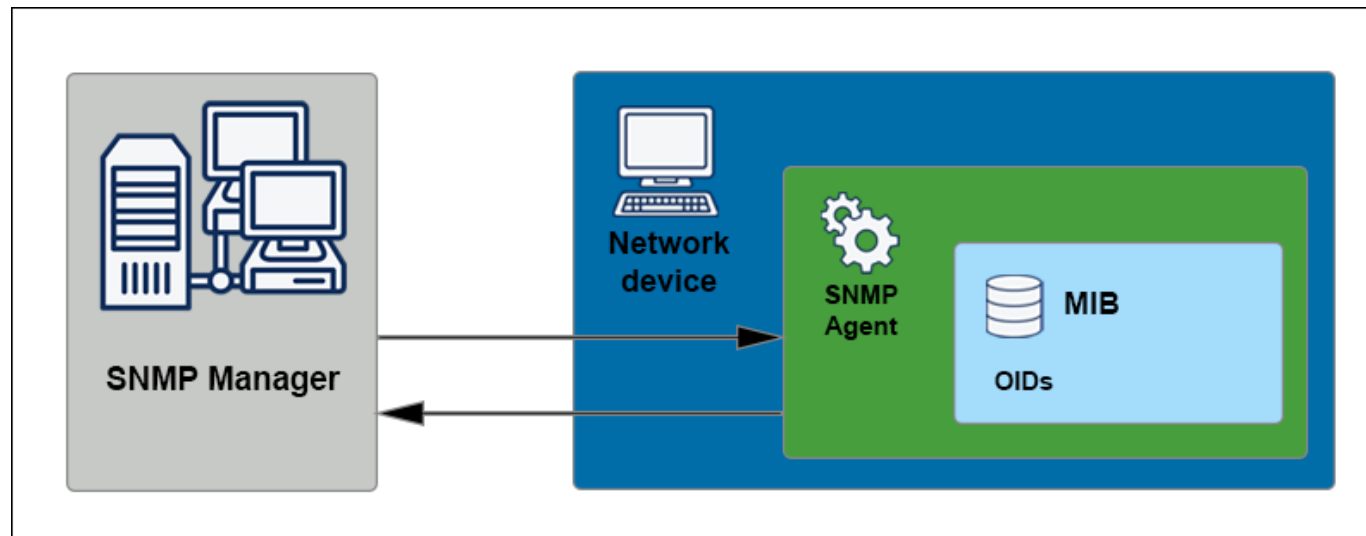 SNMP Manager
Network
device
SNMP
Agent
MIB
OIDs